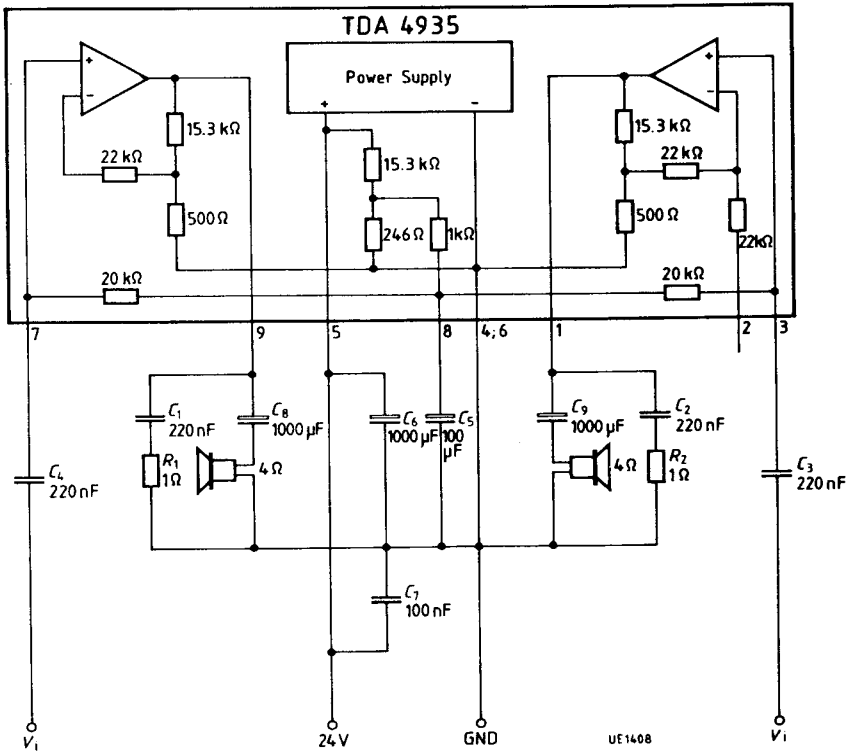 TDA 4935
Power Supply
+
-
+
-
+
-
15.3 kΩ
22 kΩ
500 Ω
15.3 kΩ
246 Ω
1kΩ
15.3 kΩ
22 kΩ
500 Ω
22kΩ
20 kΩ
20 kΩ
7
9
5
8
4;6
1
2
3
C1
220 nF
C8
1000 µF
C6
1000 µF
C5
100
µF
C9
1000 µF
C2
220 nF
R1
1Ω
4Ω
4Ω
R2
1Ω
C4
220 nF
C3
220 nF
C7
100 nF
Vi
24V
GND
UE1408
Vi